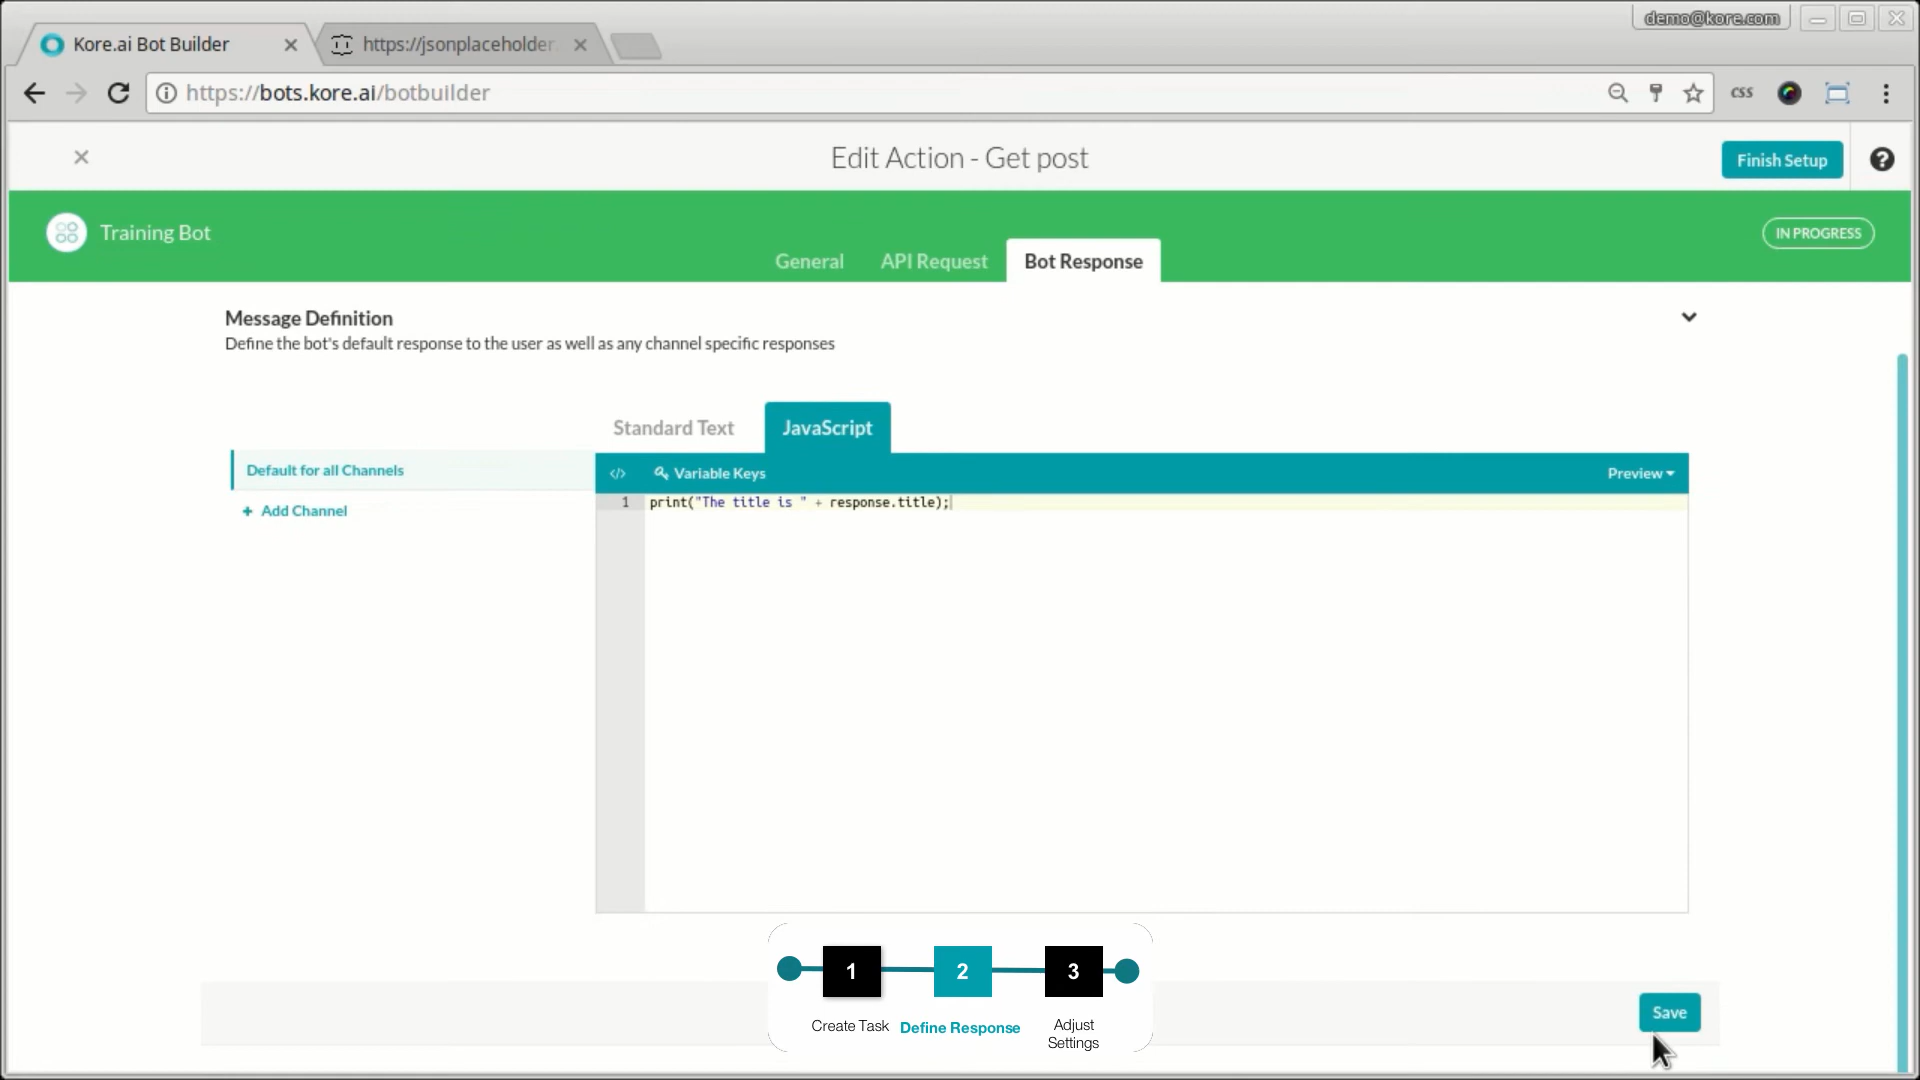 demo@kore.com
Kore.ai Bot Builder
https://jsonplaceholder.
https://bots.kore.ai/botbuilder
css
Edit Action - Get post
Finish Setup
?
Training Bot
IN PROGRESS
General
API Request
Bot Response
Message Definition
Define the bot's default response to the user as well as any channel specific responses
Standard Text
JavaScript
Default for all Channels
</> Variable Keys
Preview
1 print("The title is " + response.title);
+ Add Channel
1
2
3
Create Task
Define Response
Adjust
Settings
Save